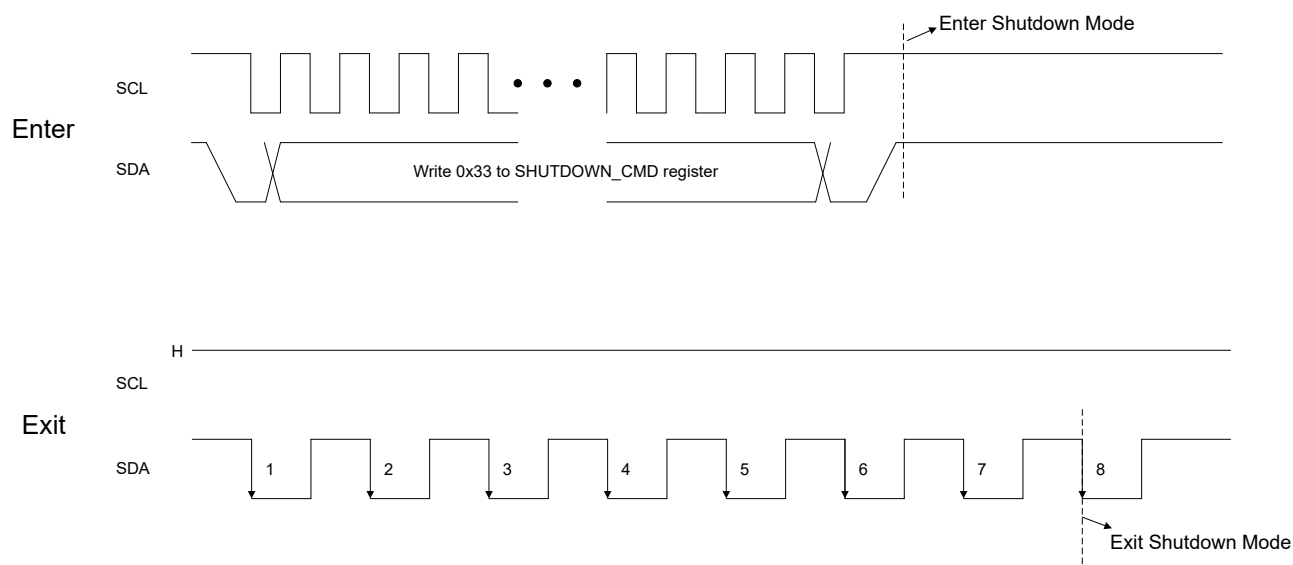 Enter Shutdown Mode
SCL
Enter
SDA
Write 0x33 to SHUTDOWN_CMD register
H
SCL
Exit
SDA
1 2 3 4 5 6 7 8
Exit Shutdown Mode